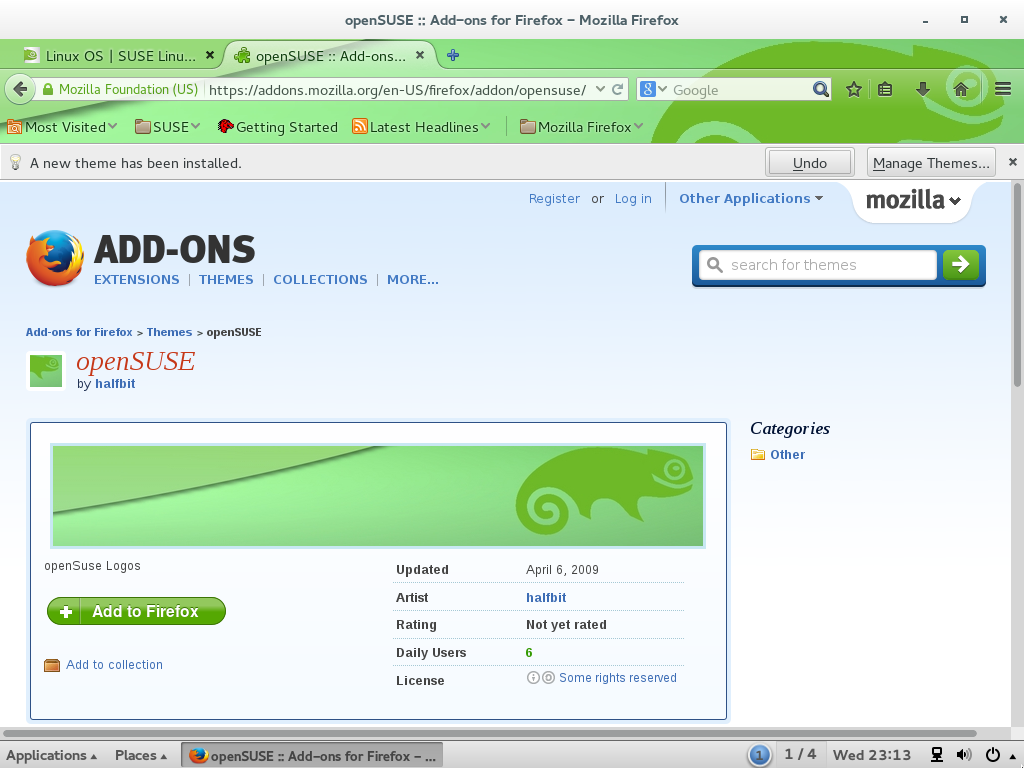 openSUSE :: Add-ons for Firefox - Mozilla Firefox
Linux OS | SUSE Linu... openSUSE :: Add-ons...
Mozilla Foundation (US) https://addons.mozilla.org/en-US/firefox/addon/opensuse/ 8 Google
Most Visited SUSE Getting Started Latest Headlines Mozilla Firefox
A new theme has been installed. Undo Manage Themes...
Register or Log in Other Applications mozilla
ADD-ONS
EXTENSIONS | THEMES | COLLECTIONS | MORE...
search for themes
Add-ons for Firefox > Themes > openSUSE
openSUSE
by halfbit
Categories
Other
openSuse Logos
Add to Firefox
Add to collection
Updated April 6, 2009
Artist halfbit
Rating Not yet rated
Daily Users 6
License Some rights reserved
Applications Places openSUSE :: Add-ons for Firefox - ... 1 1 / 4 Wed 23:13